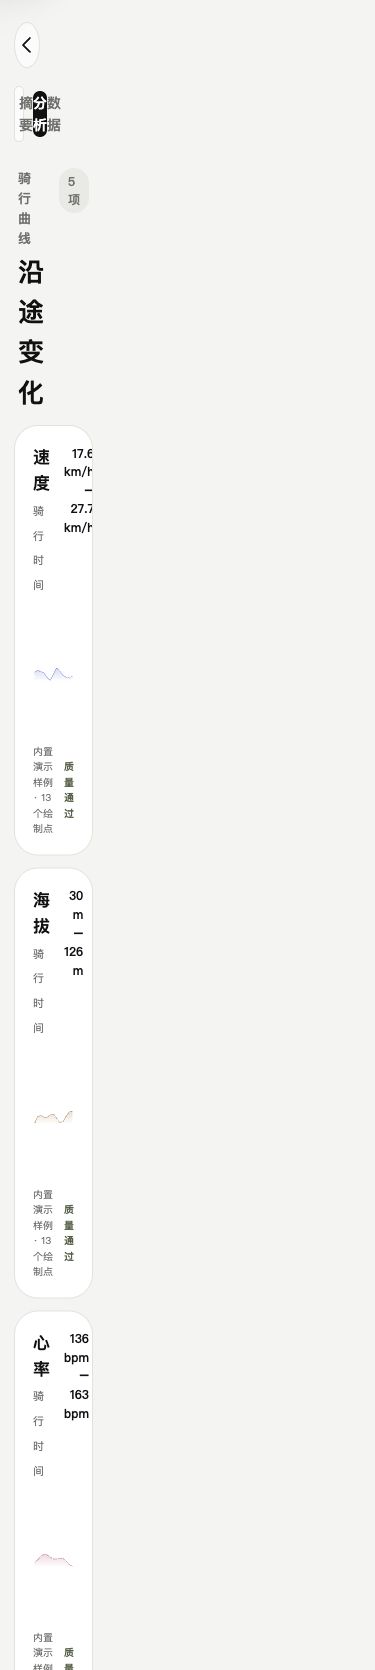 摘要
分析
数据
骑行曲线
5项
沿途变化
速度
17.6 km/h
–
27.7 km/h
骑行时间
内置
演示
样例
· 13
个绘
制点
质量通过
海拔
30
m
–
126
m
骑行时间
内置
演示
样例
· 13
个绘
制点
质量通过
心率
136
bpm
–
163
bpm
骑行时间
内置
演示
样例
质量